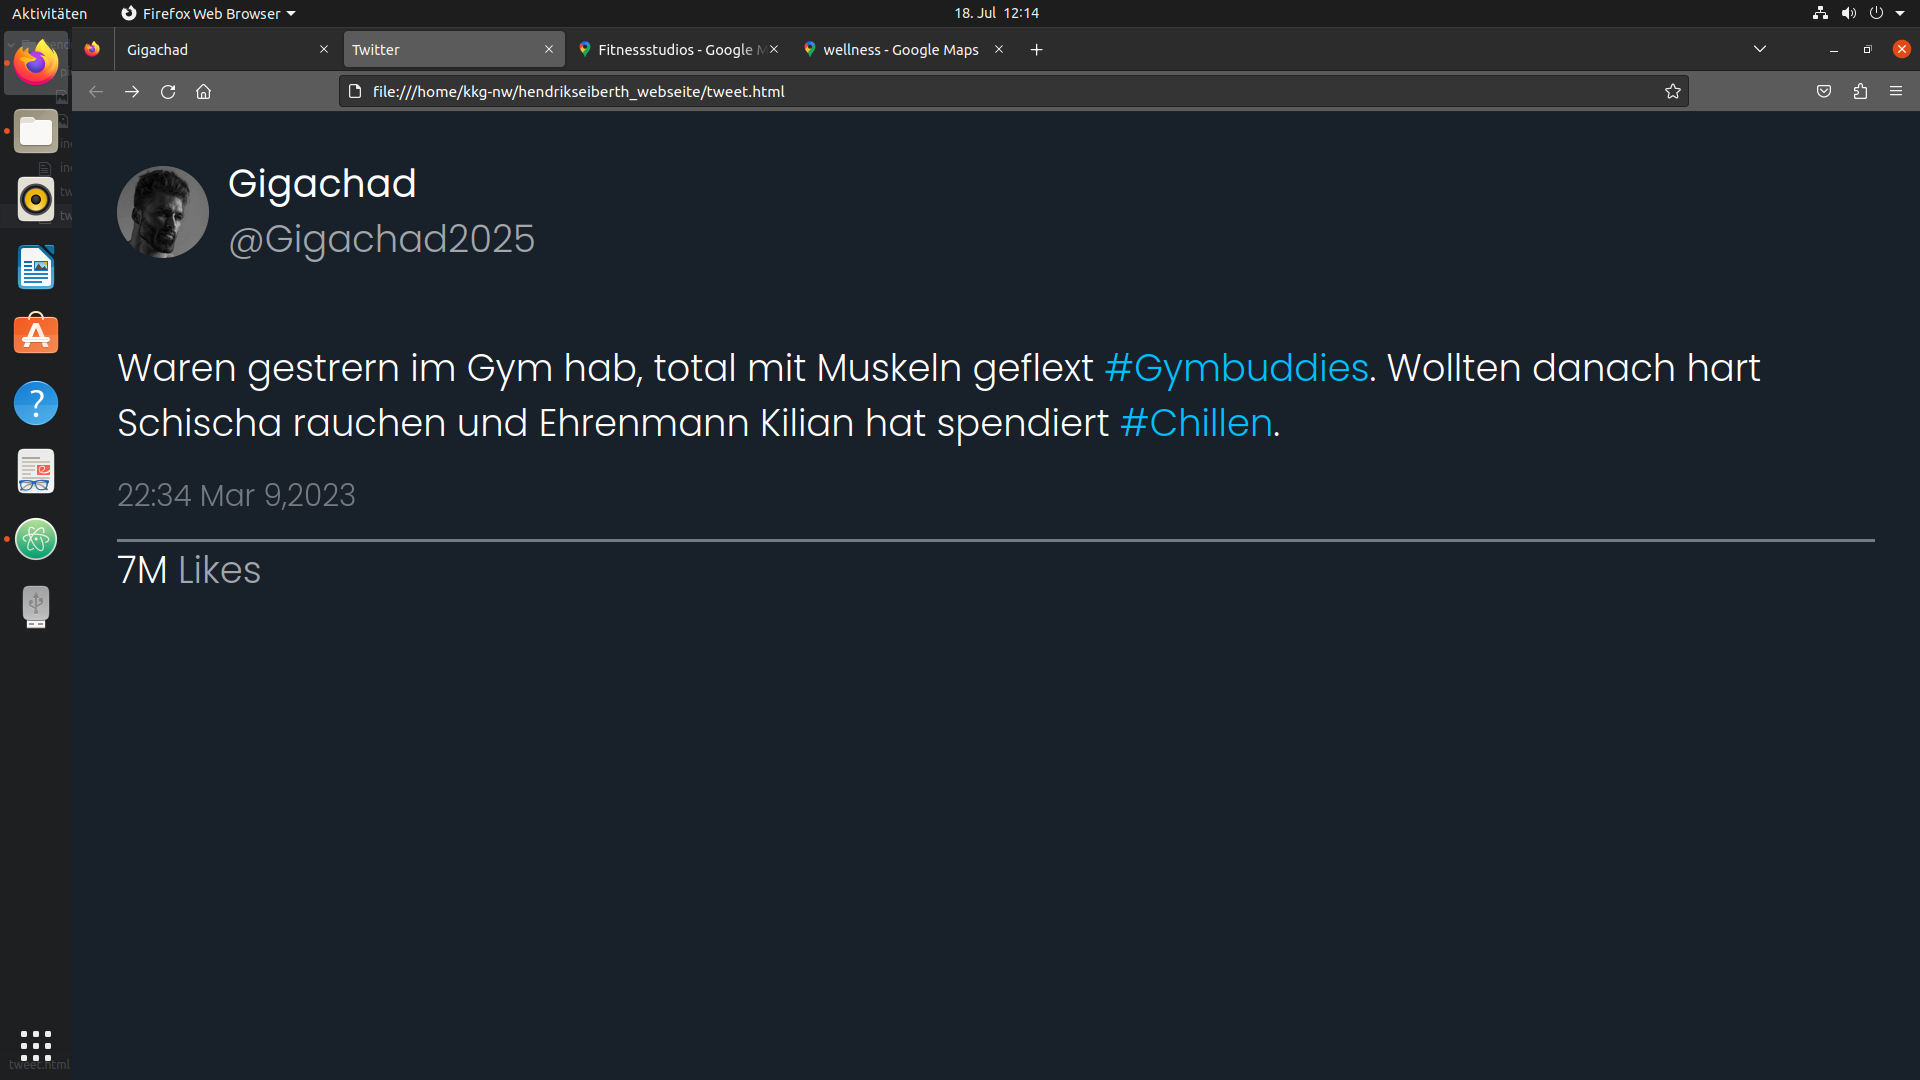 Aktivitäten Firefox Web Browser 18. Jul 12:14
Gigachad Twitter Fitnessstudios - Google M wellness - Google Maps
file:///home/kkg-nw/hendrikseiberth_webseite/tweet.html
Gigachad
@Gigachad2025
Waren gestrern im Gym hab, total mit Muskeln geflext #Gymbuddies. Wollten danach hart
Schischa rauchen und Ehrenmann Kilian hat spendiert #Chillen.
22:34 Mar 9,2023
7M Likes
tweet.html